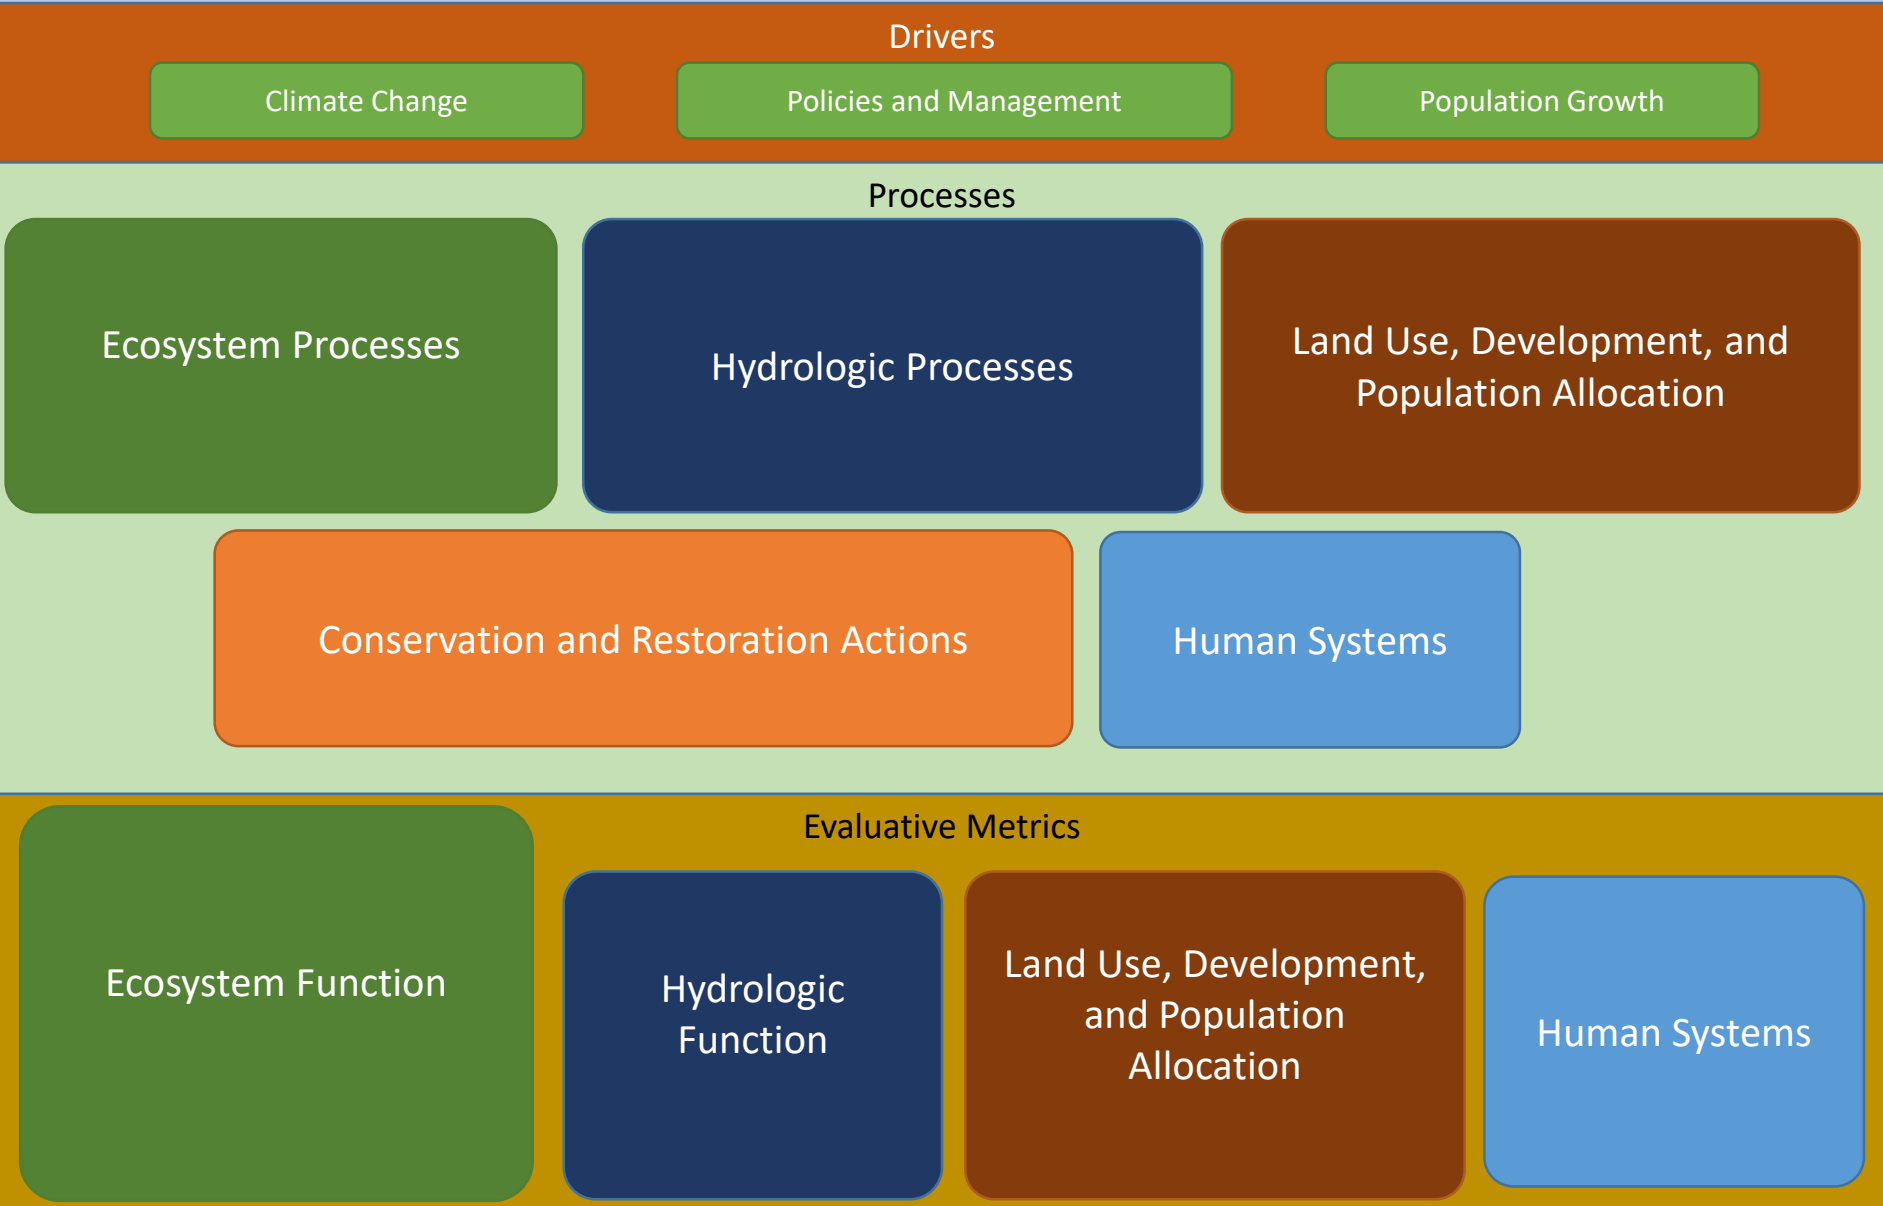 Drivers
Climate Change
Policies and Management
Population Growth
Processes
Ecosystem Processes
Hydrologic Processes
Land Use, Development, and
Population Allocation
Conservation and Restoration Actions
Human Systems
Evaluative Metrics
Ecosystem Function
Hydrologic
Function
Land Use, Development,
and Population
Allocation
Human Systems